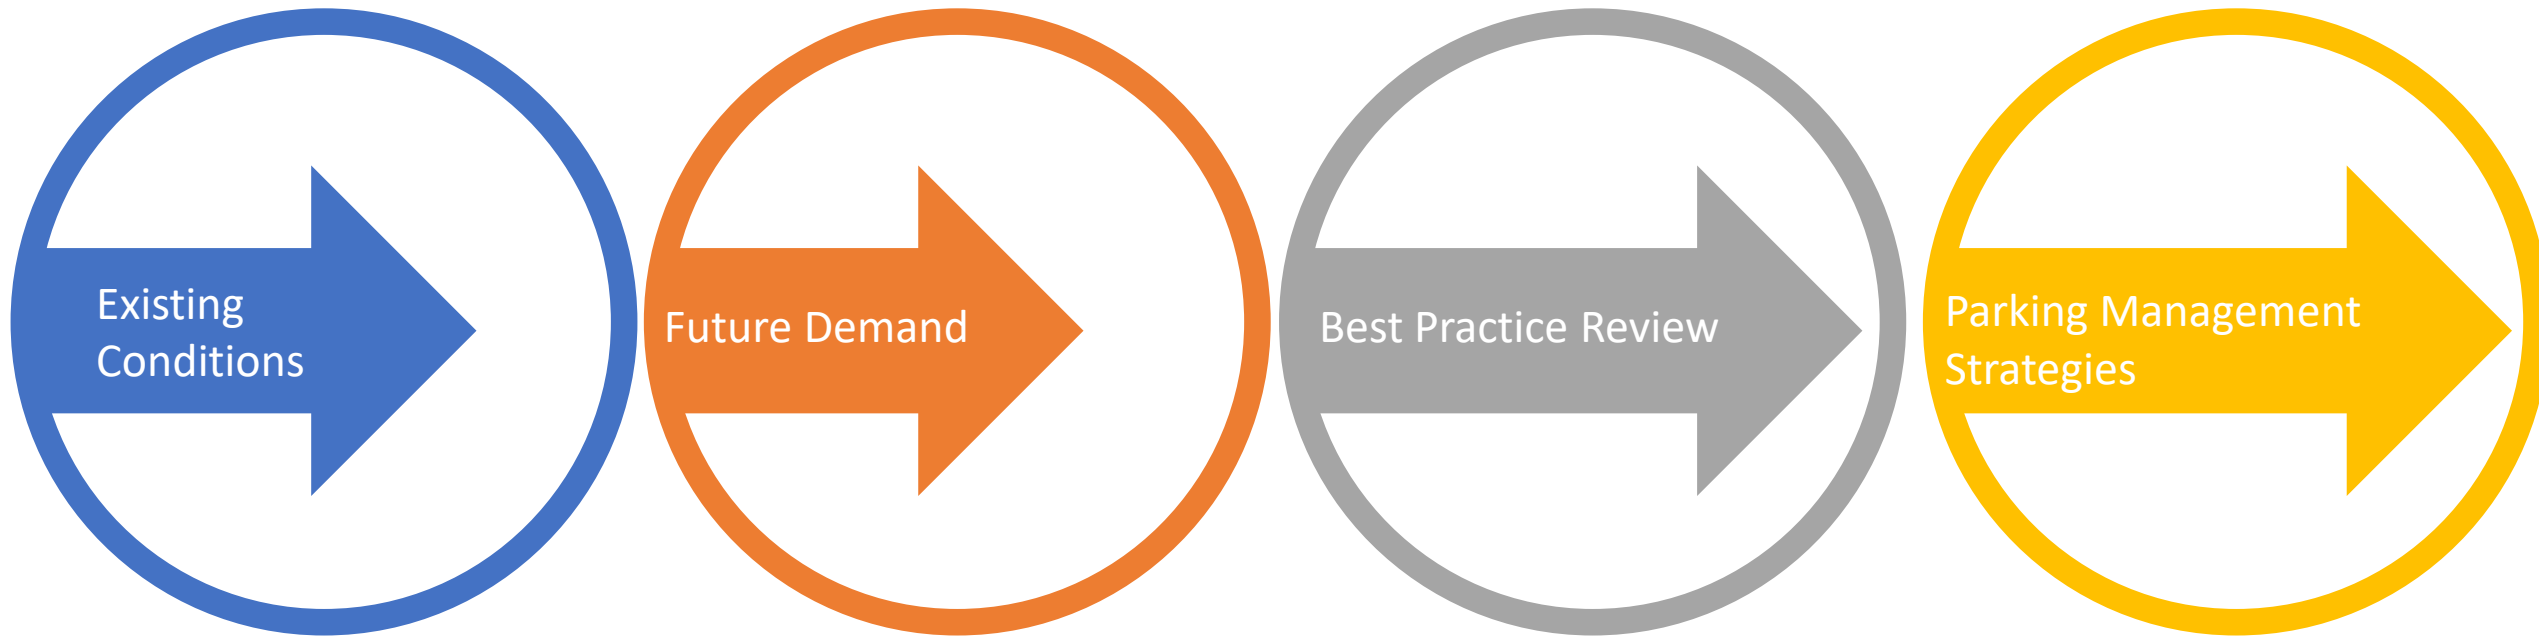 Existing
Conditions
Future Demand
Best Practice Review
Parking Management
Strategies